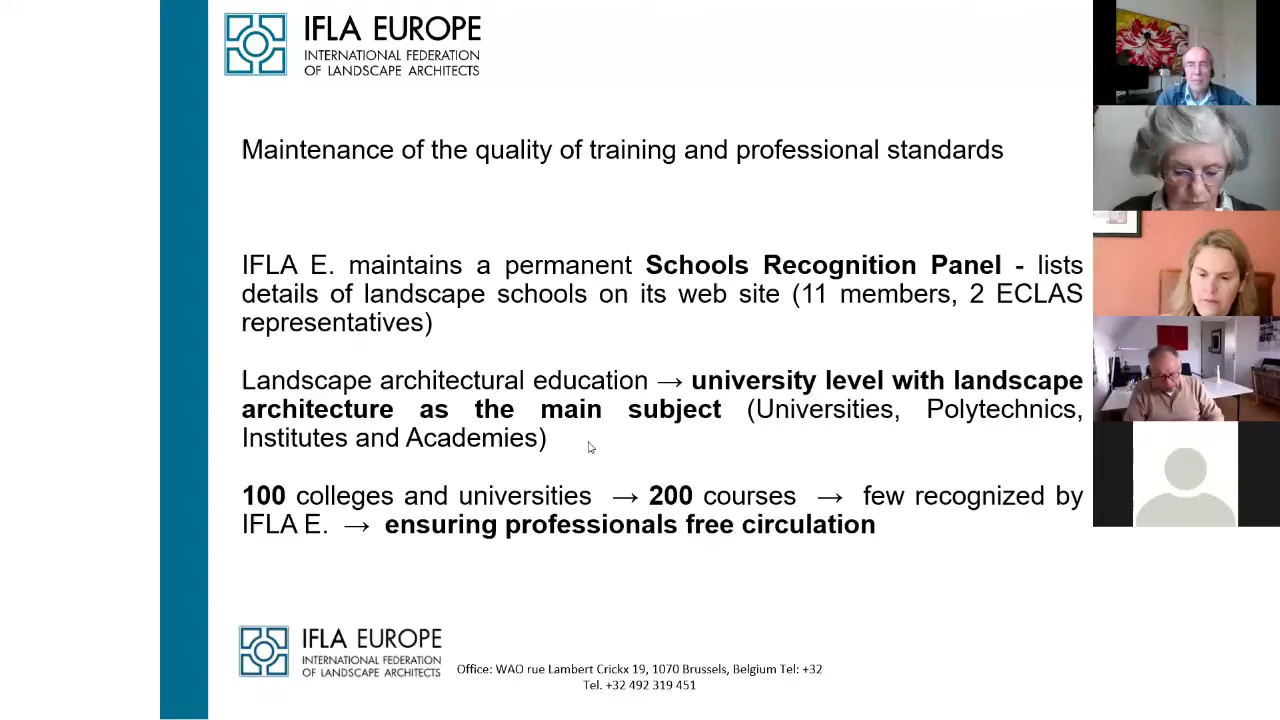 IFLA EUROPE
INTERNATIONAL FEDERATION
OF LANDSCAPE ARCHITECTS
Maintenance of the quality of training and professional standards
IFLA E. maintains a permanent Schools Recognition Panel - lists
details of landscape schools on its web site (11 members, 2 ECLAS
representatives)
Landscape architectural education → university level with landscape
architecture as the main subject (Universities, Polytechnics,
Institutes and Academies)
100 colleges and universities → 200 courses → few recognized by
IFLA E. → ensuring professionals free circulation
IFLA EUROPE
INTERNATIONAL FEDERATION
OF LANDSCAPE ARCHITECTS
Office: WAO rue Lambert Crickx 19, 1070 Brussels, Belgium Tel: +32
Tel. +32 492 319 451